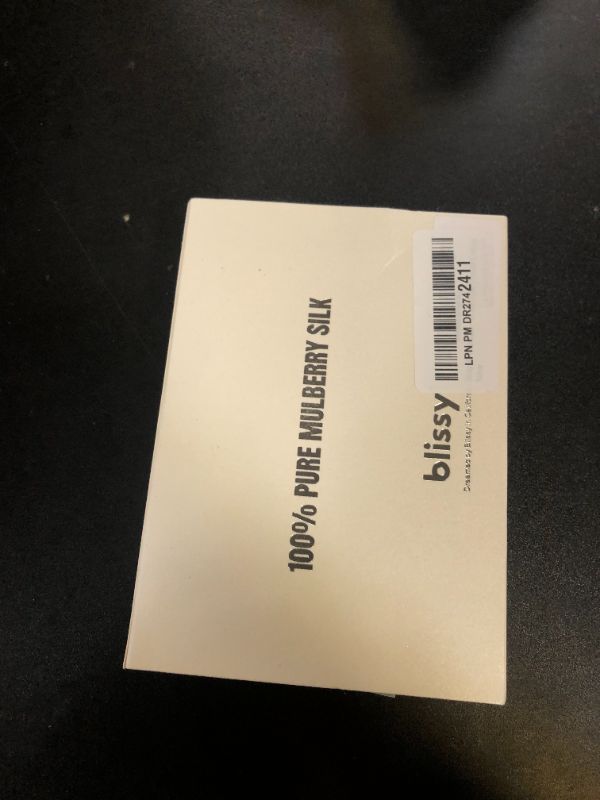 100% PURE MULBERRY SILK
blissy
LPN PM DR2742411